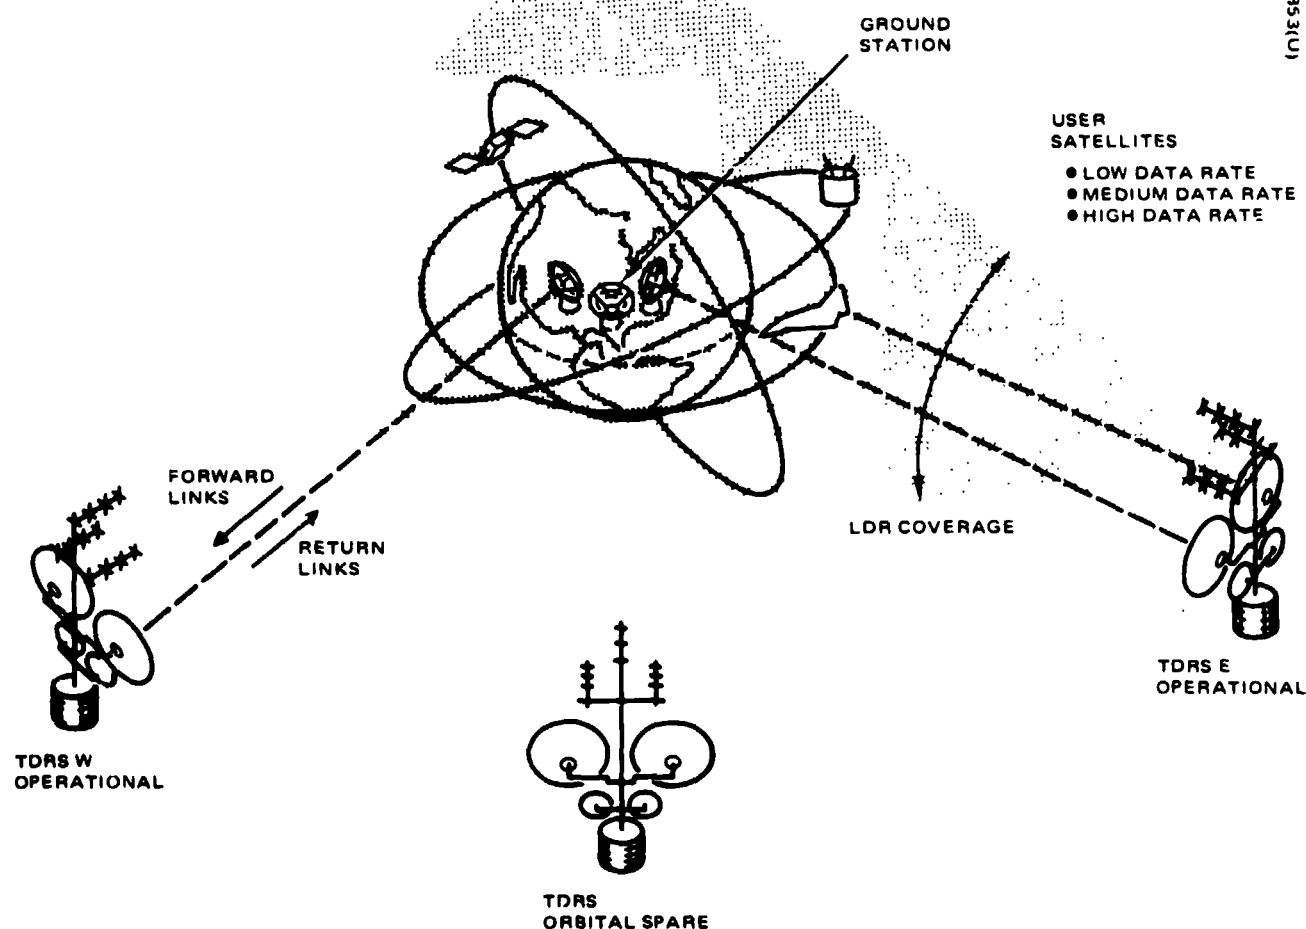 GROUND
STATION
853(U)
USER
SATELLITES
● LOW DATA RATE
● MEDIUM DATA RATE
● HIGH DATA RATE
FORWARD
LINKS
RETURN
LINKS
LDR COVERAGE
TDRS E
OPERATIONAL
TDRS W
OPERATIONAL
TDRS
ORBITAL SPARE